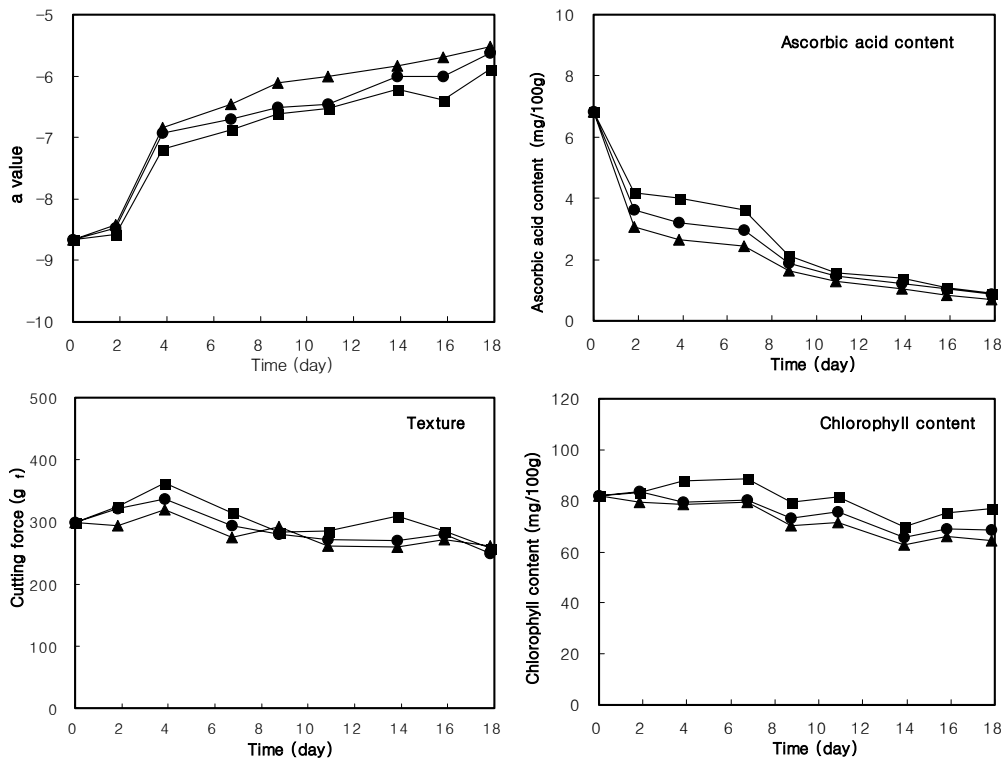 -5
-6
-7
-8
-9
-10
a value
0 2 4 6 8 10 12 14 16 18
Time (day)
Ascorbic acid content
10
8
6
4
2
0
Ascorbic acid content (mg/100g)
0 2 4 6 8 10 12 14 16 18
Time (day)
Texture
500
400
300
200
100
0
Cutting force (g f)
0 2 4 6 8 10 12 14 16 18
Time (day)
Chlorophyll content
120
100
80
60
40
20
0
Chlorophyll content (mg/100g)
0 2 4 6 8 10 12 14 16 18
Time (day)